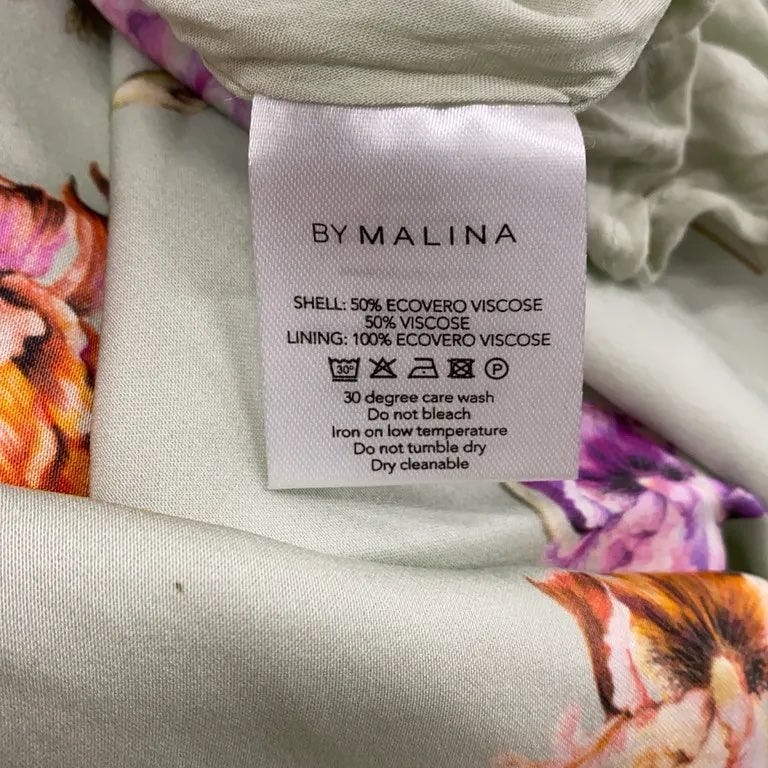 BY MALINA
SHELL: 50% ECOVERO VISCOSE
50% VISCOSE
LINING: 100% ECOVERO VISCOSE
30° P
30 degree care wash
Do not bleach
Iron on low temperature
Do not tumble dry
Dry cleanable